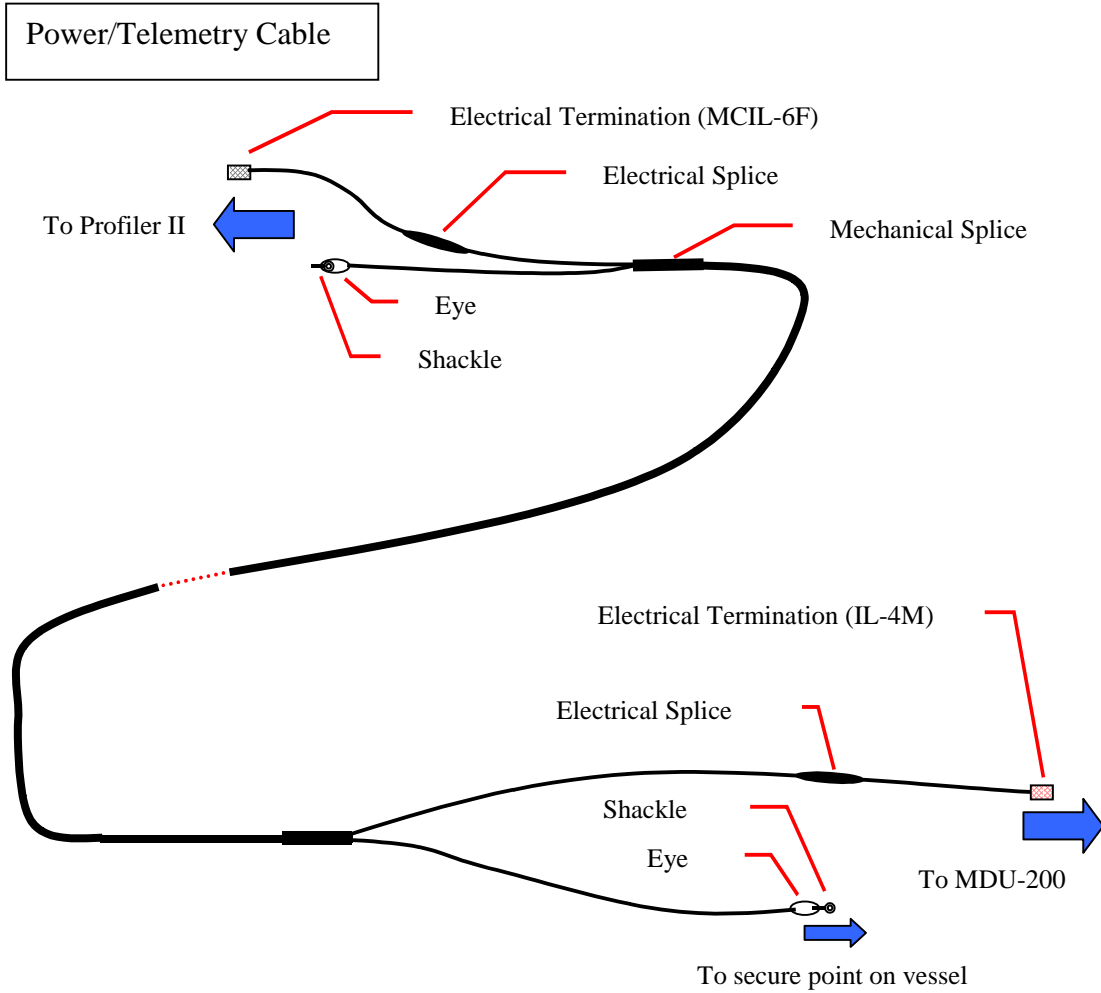 Power/Telemetry Cable
Electrical Termination (MCIL-6F)
Electrical Splice
To Profiler II
Mechanical Splice
Eye
Shackle
Electrical Termination (IL-4M)
Electrical Splice
Shackle
Eye
To MDU-200
To secure point on vessel